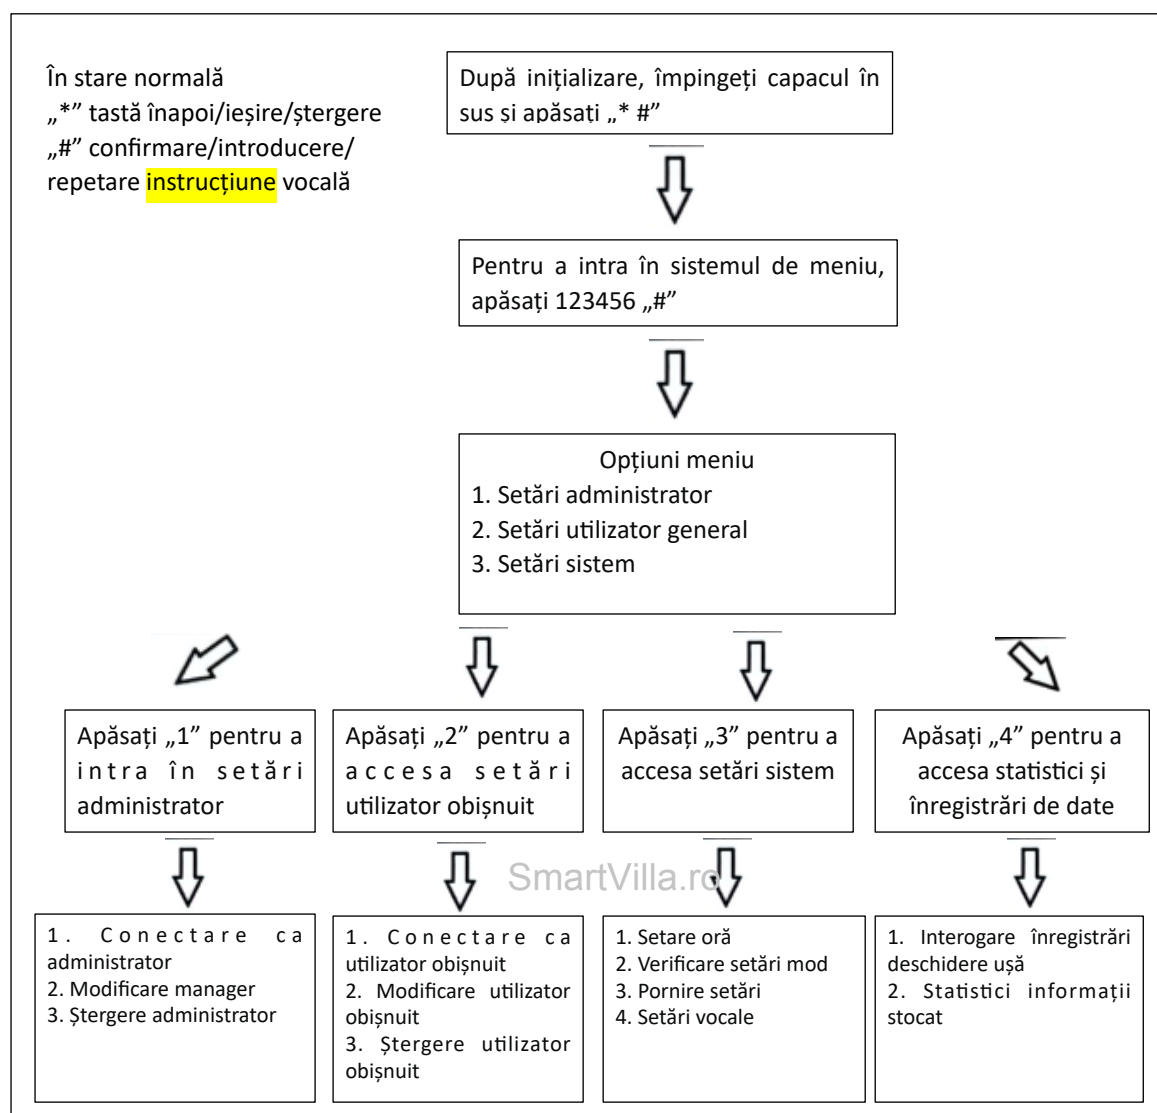 În stare normală
„*” tastă înapoi/ieșire/ștergere
„#” confirmare/introducere/
repetare instrucțiune vocală
După inițializare, împingeți capacul în
sus și apăsați „* #”
Pentru a intra în sistemul de meniu,
apăsați 123456 „#”
Opțiuni meniu
1. Setări administrator
2. Setări utilizator general
3. Setări sistem
Apăsați „1” pentru a
intra în setări
administrator
Apăsați „2” pentru a
accesa setări
utilizator obișnuit
Apăsați „3” pentru a
accesa setări sistem
Apăsați „4” pentru a
accesa statistici și
înregistrări de date
SmartVilla.ro
1. Conectare ca
administrator
2. Modificare manager
3. Ștergere administrator
1. Conectare ca
utilizator obișnuit
2. Modificare utilizator
obișnuit
3. Ștergere utilizator
obișnuit
1. Setare oră
2. Verificare setări mod
3. Pornire setări
4. Setări vocale
1. Interogare înregistrări
deschidere ușă
2. Statistici informații
stocat